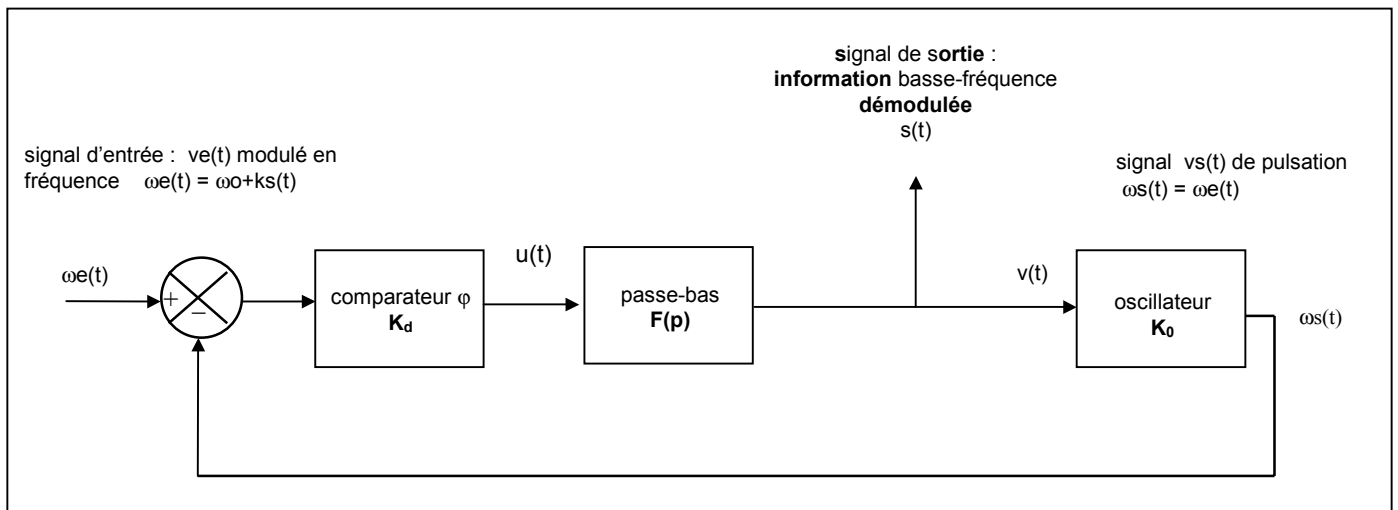 signal de sortie :
information basse-fréquence
démodulée
s(t)
signal d'entrée : ve(t) modulé en
fréquence ωe(t) = ωo+ks(t)
signal vs(t) de pulsation
ωs(t) = ωe(t)
ωe(t)
+
−
comparateur φ
Kd
u(t)
passe-bas
F(p)
v(t)
oscillateur
K0
ωs(t)